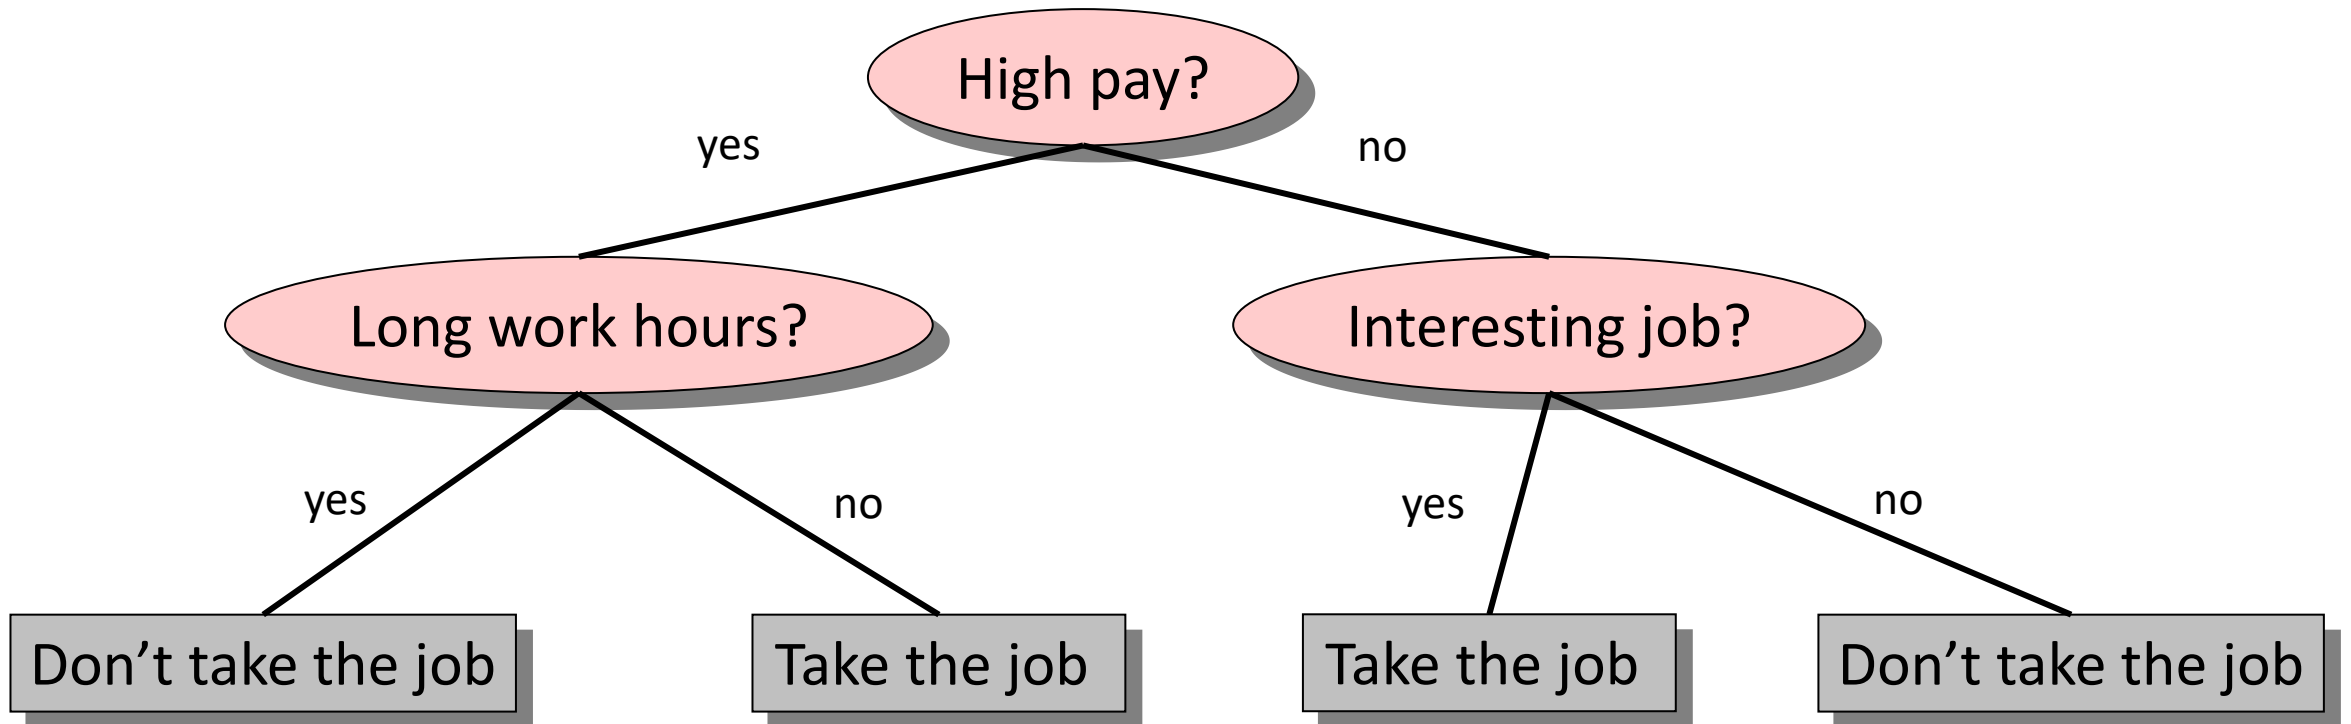 High pay?
yes
no
Long work hours?
Interesting job?
yes
no
yes
no
Don’t take the job
Take the job
Take the job
Don’t take the job